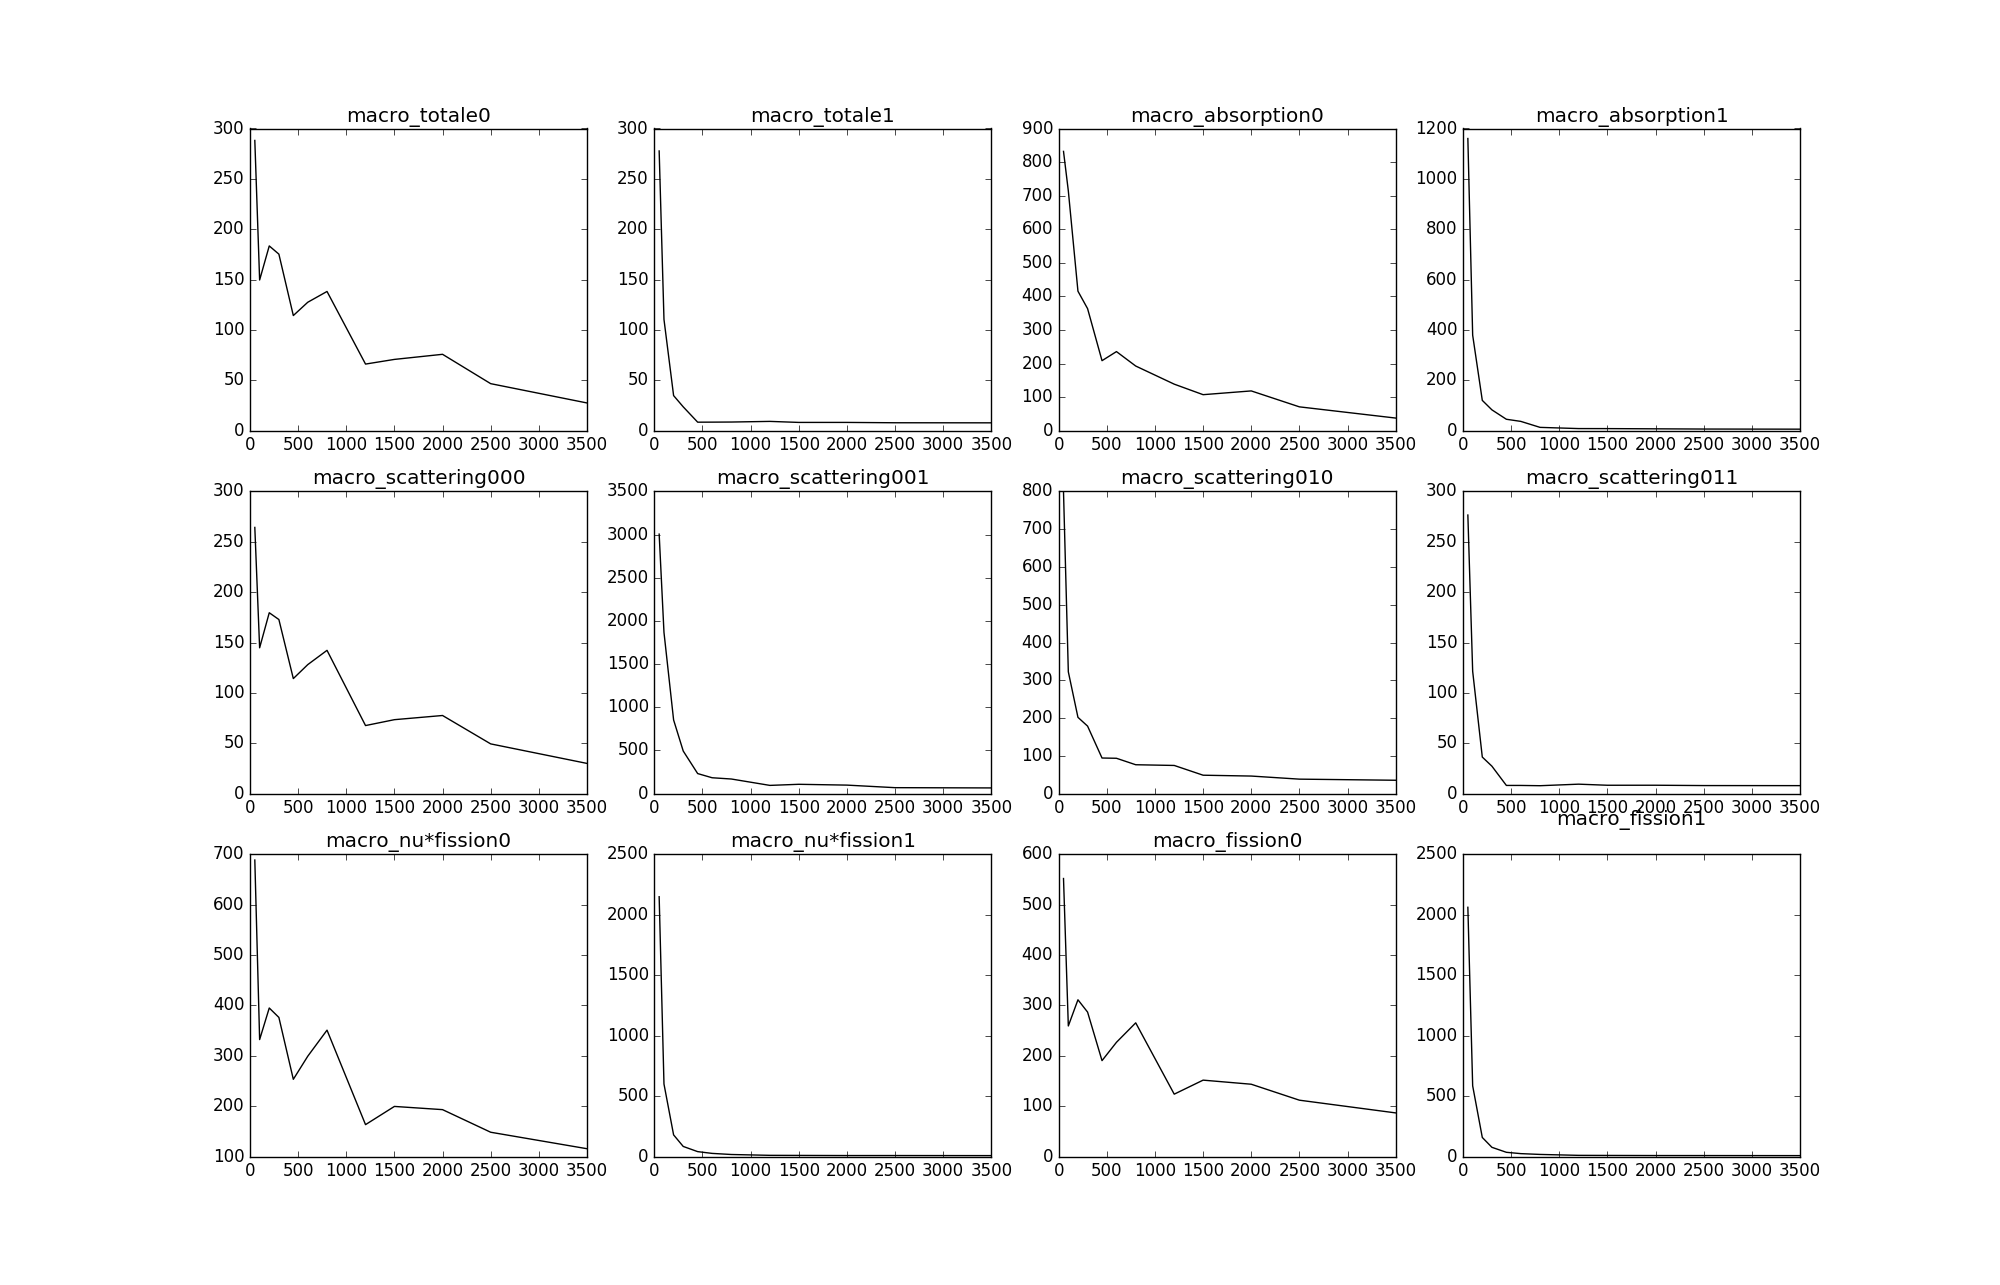 macro_totale0 macro_totale1 macro_absorption0 macro_absorption1
300 300 900 1200
800
250 250 1000
700
200 200 600 800
500
150 150 600
400
100 100 300 400
200
50 50 200
100
0 0 0 0
0 500 1000 1500 2000 2500 3000 3500 0 500 1000 1500 2000 2500 3000 3500 0 500 1000 1500 2000 2500 3000 3500 0 500 1000 1500 2000 2500 3000 3500
macro_scattering000 macro_scattering001 macro_scattering010 macro_scattering011
300 3500 800 300
250 3000 700 250
2500 600
200 200
2000 500
150 400 150
1500
100 300 100
1000 200
50 500 100 50
0 0 0 0
0 500 1000 1500 2000 2500 3000 3500 0 500 1000 1500 2000 2500 3000 3500 0 500 1000 1500 2000 2500 3000 3500 0 500 1000 1500 2000 2500 3000 3500
macro_nu*fission0 macro_nu*fission1 macro_fission0 macro_fission1
700 2500 600 2500
600 2000 500 2000
500 400
1500 1500
400 300
1000 1000
300 200
200 500 100 500
100 0 0 0
0 500 1000 1500 2000 2500 3000 3500 0 500 1000 1500 2000 2500 3000 3500 0 500 1000 1500 2000 2500 3000 3500 0 500 1000 1500 2000 2500 3000 3500